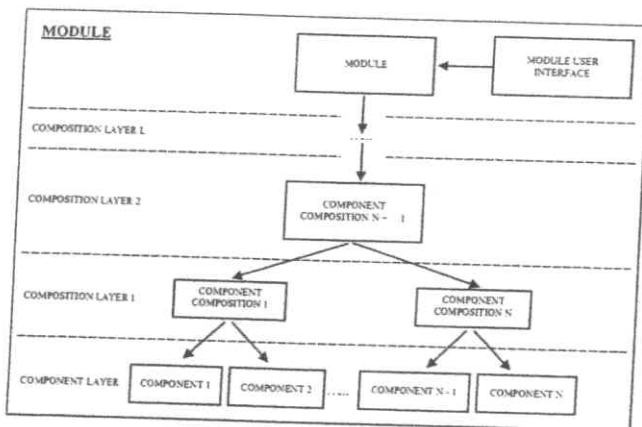 MODULE
MODULE
MODULE USER
INTERFACE
COMPOSITION LAYER L
.....
COMPOSITION LAYER 2
COMPONENT
COMPOSITION N - 1
COMPOSITION LAYER 1
COMPONENT
COMPOSITION 1
COMPONENT
COMPOSITION N
COMPONENT LAYER
COMPONENT 1
COMPONENT 2
......
COMPONENT N - 1
COMPONENT N